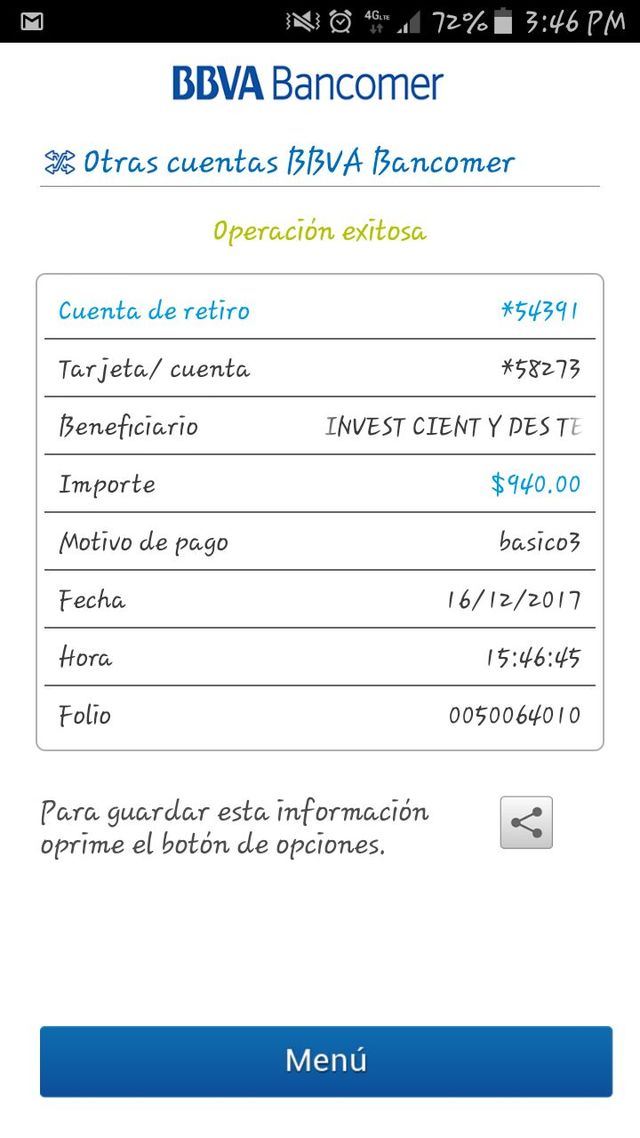 4G LTE 72% 3:46 PM
BBVA Bancomer
Otras cuentas BBVA Bancomer
Operación exitosa
Cuenta de retiro *54391
Tarjeta/ cuenta *58273
Beneficiario INVEST CIENT Y DES TE
Importe $940.00
Motivo de pago basico3
Fecha 16/12/2017
Hora 15:46:45
Folio 0050064010
Para guardar esta información
oprime el botón de opciones.
Menú